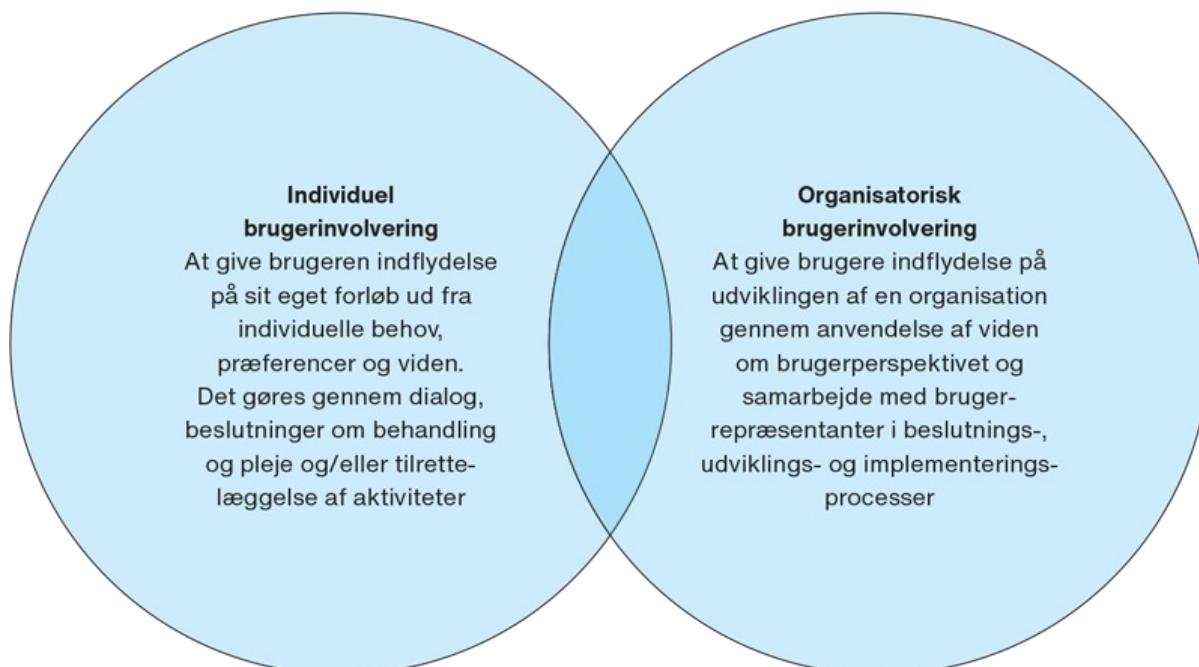 Individuel
brugerinvolvering
At give brugeren indflydelse
på sit eget forløb ud fra
individuelle behov,
præferencer og viden.
Det gøres gennem dialog,
beslutninger om behandling
og pleje og/eller tilrette-
læggelse af aktiviteter
Organisatorisk
brugerinvolvering
At give brugere indflydelse på
udviklingen af en organisation
gennem anvendelse af viden
om brugerperspektivet og
samarbejde med bruger-
repræsentanter i beslutnings-,
udviklings- og implementerings-
processer